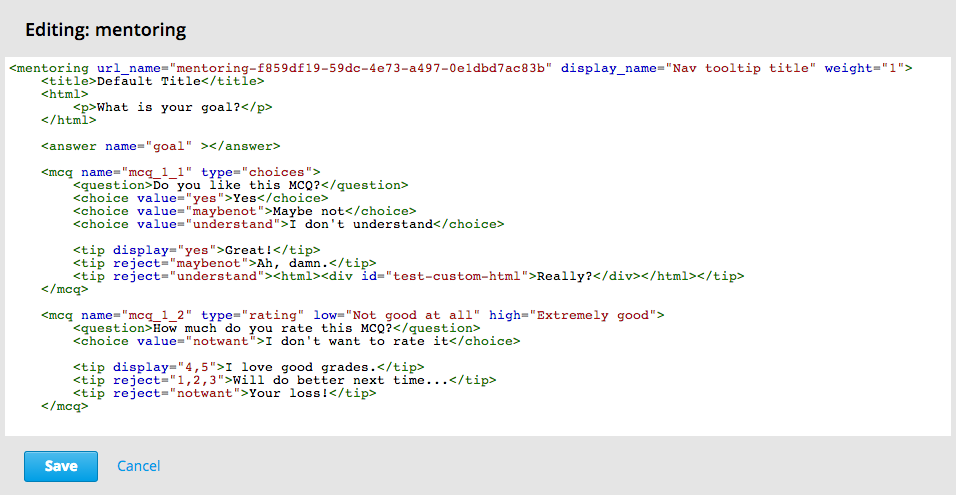 Editing: mentoring
<mentoring url_name="mentoring-f859df19-59dc-4e73-a497-0e1dbd7ac83b" display_name="Nav tooltip title" weight="1">
<title>Default Title</title>
<html>
<p>What is your goal?</p>
</html>
<answer name="goal" ></answer>
<mcq name="mcq_1_1" type="choices">
<question>Do you like this MCQ?</question>
<choice value="yes">Yes</choice>
<choice value="maybenot">Maybe not</choice>
<choice value="understand">I don't understand</choice>
<tip display="yes">Great!</tip>
<tip reject="maybenot">Ah, damn.</tip>
<tip reject="understand"><html><div id="test-custom-html">Really?</div></html></tip>
</mcq>
<mcq name="mcq_1_2" type="rating" low="Not good at all" high="Extremely good">
<question>How much do you rate this MCQ?</question>
<choice value="notwant">I don't want to rate it</choice>
<tip display="4,5">I love good grades.</tip>
<tip reject="1,2,3">Will do better next time...</tip>
<tip reject="notwant">Your loss!</tip>
</mcq>
Save Cancel